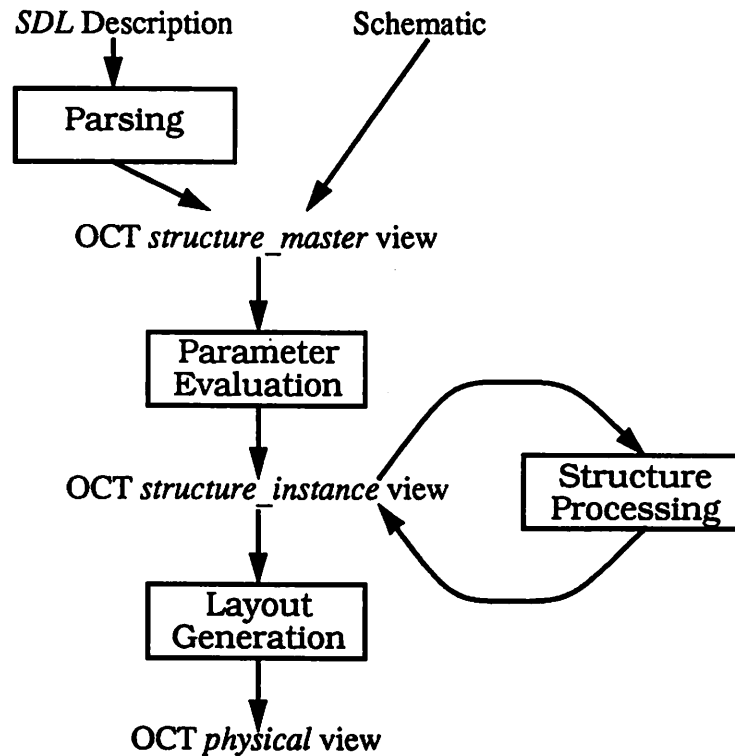 SDL Description
Schematic
Parsing
OCT structure_master view
Parameter
Evaluation
OCT structure_instance view
Structure
Processing
Layout
Generation
OCT physical view